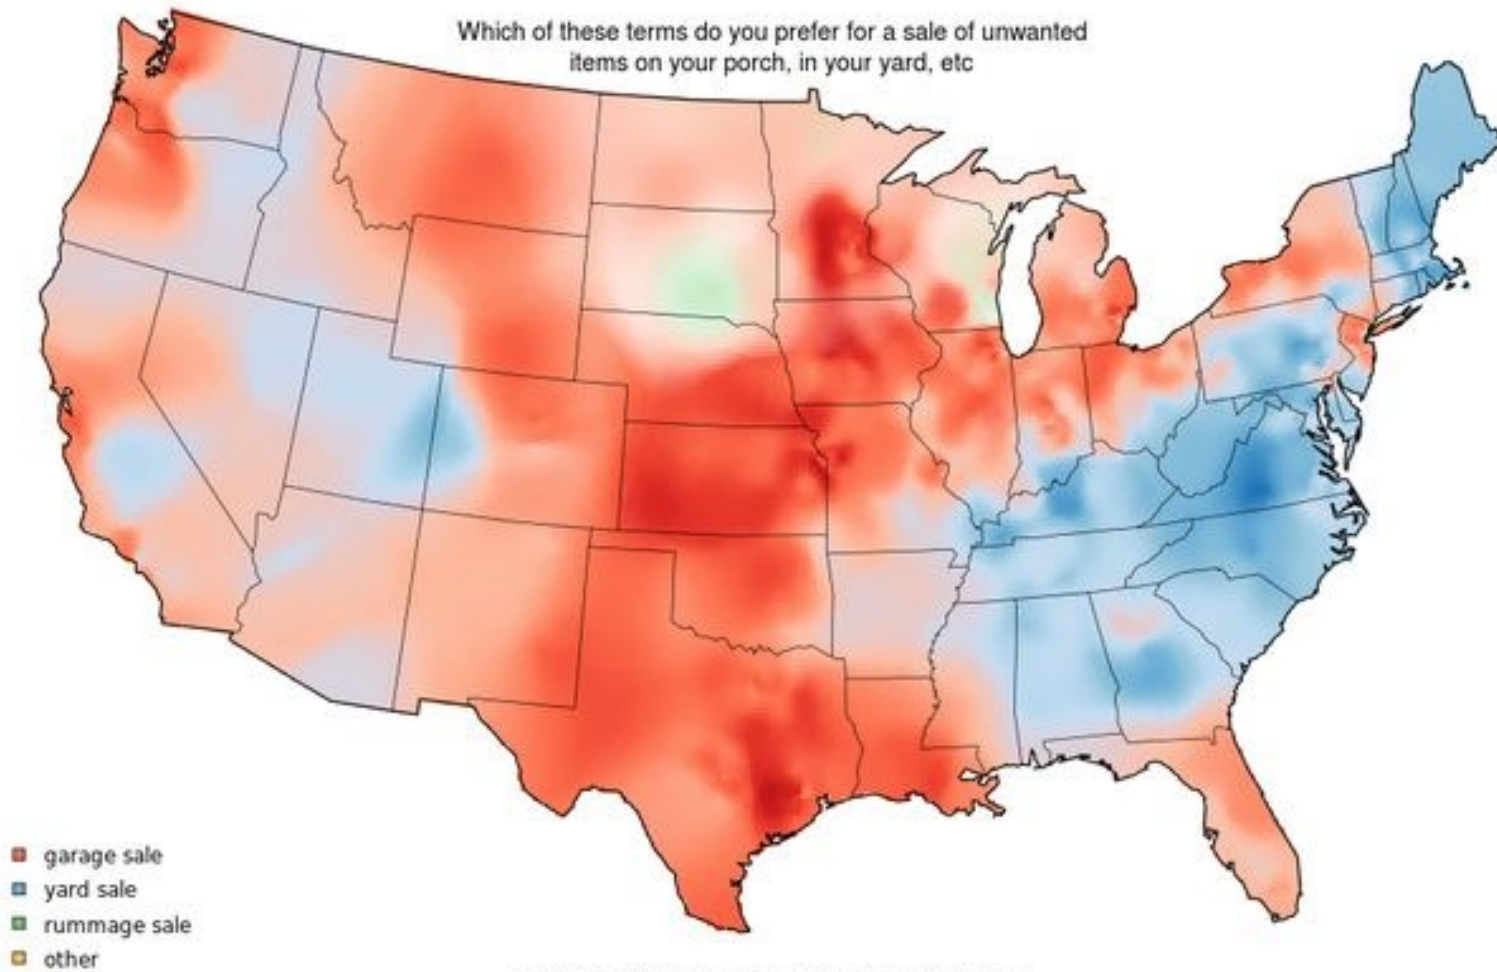 Which of these terms do you prefer for a sale of unwanted
items on your porch, in your yard, etc
garage sale
yard sale
rummage sale
other